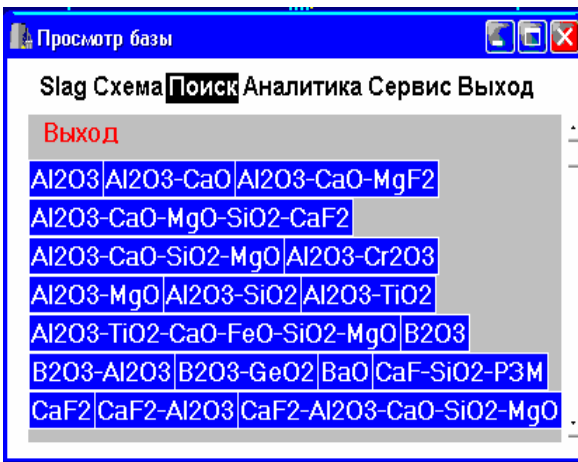 Просмотр базы
Slag Схема Поиск Аналитика Сервис Выход
Выход
Al2O3 Al2O3-CaO Al2O3-CaO-MgF2
Al2O3-CaO-MgO-SiO2-CaF2
Al2O3-CaO-SiO2-MgO Al2O3-Cr2O3
Al2O3-MgO Al2O3-SiO2 Al2O3-TiO2
Al2O3-TiO2-CaO-FeO-SiO2-MgO B2O3
B2O3-Al2O3 B2O3-GeO2 BaO CaF-SiO2-РЗМ
CaF2 CaF2-Al2O3 CaF2-Al2O3-CaO-SiO2-MgO